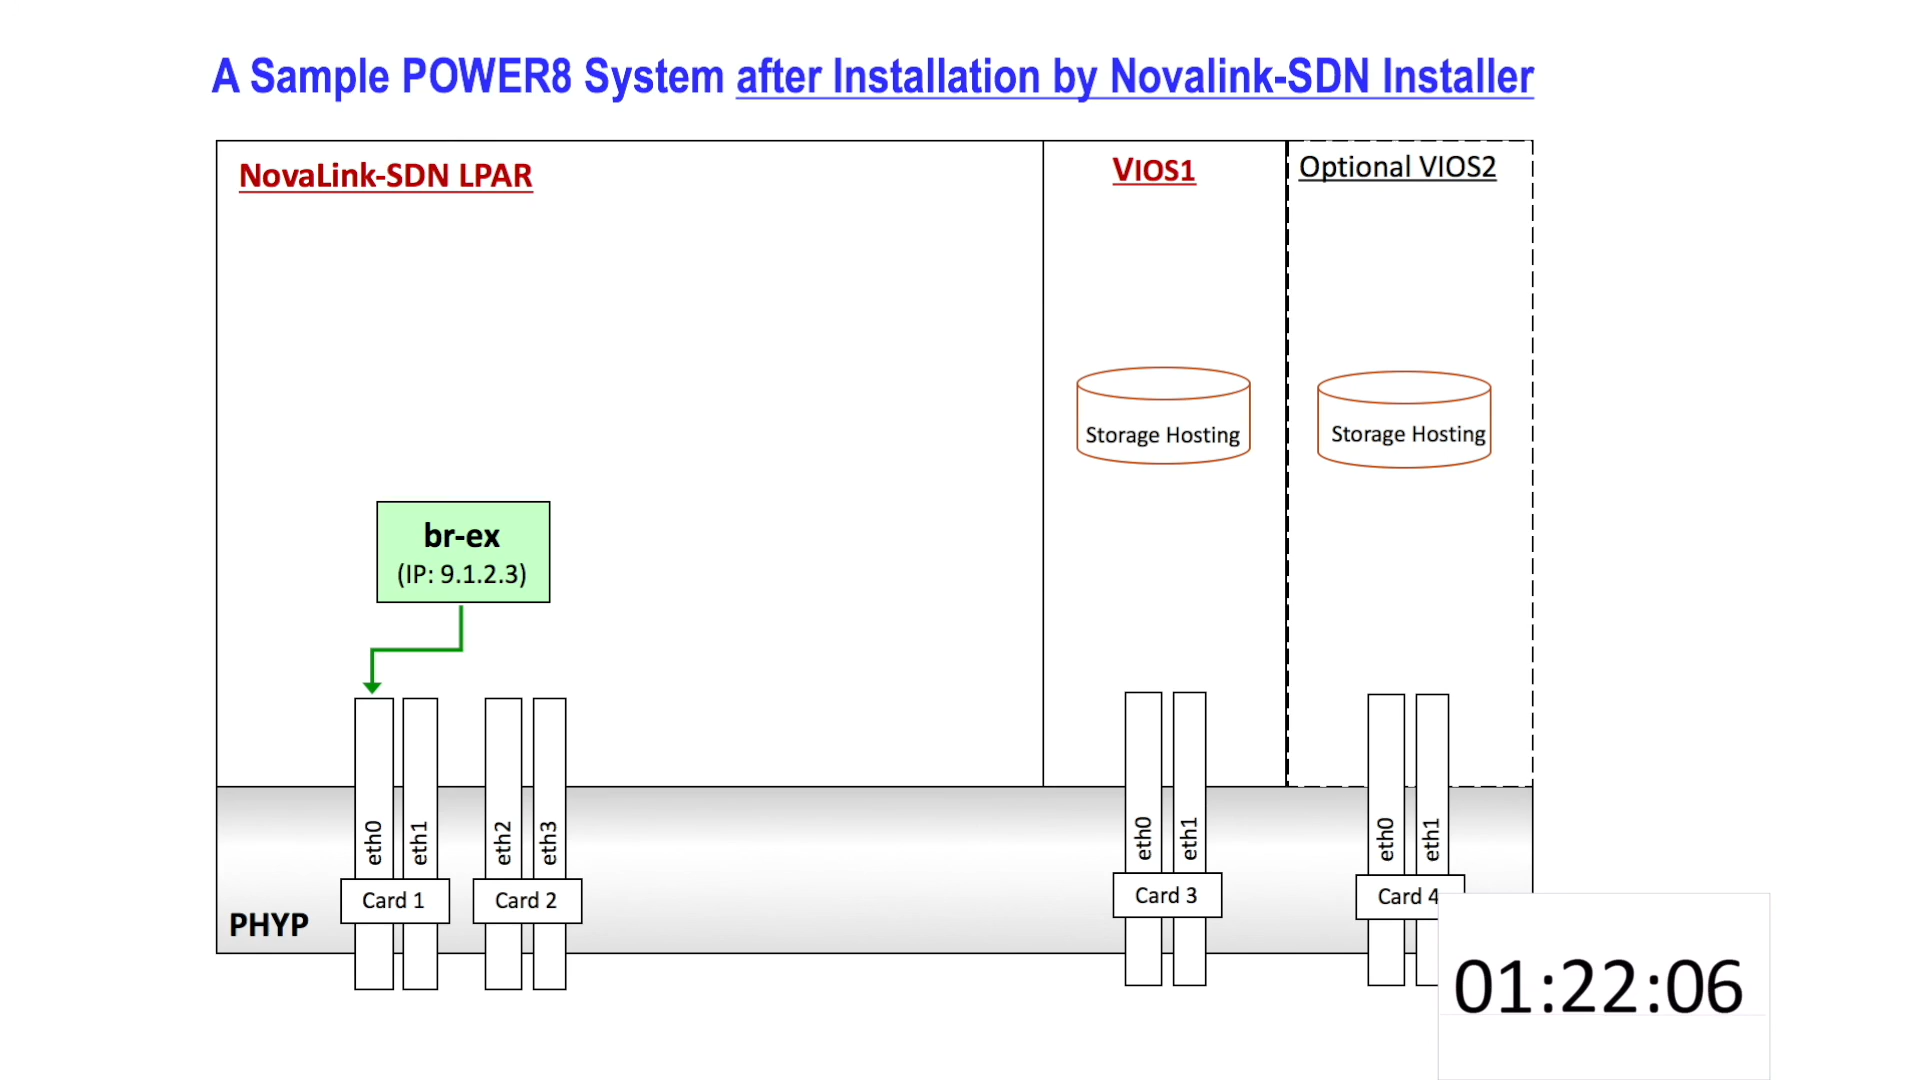 A Sample POWER8 System after Installation by Novalink-SDN Installer
NovaLink-SDN LPAR
VIOS1
Optional VIOS2
Storage Hosting
Storage Hosting
br-ex
(IP: 9.1.2.3)
eth0
eth1
eth2
eth3
eth0
eth1
eth0
eth1
Card 1
Card 2
Card 3
Card 4
PHYP
01:22:06